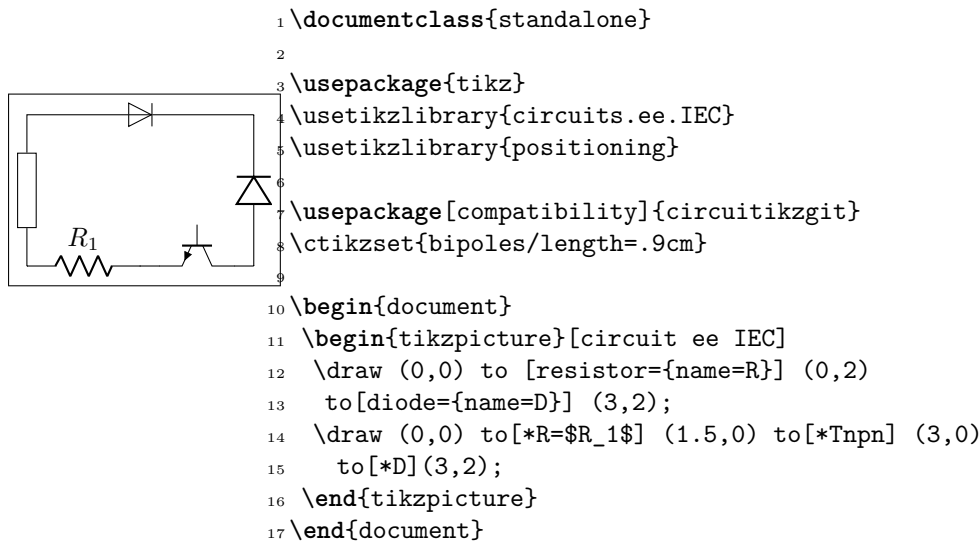 R1
1 \documentclass{standalone}
2
3 \usepackage{tikz}
4 \usetikzlibrary{circuits.ee.IEC}
5 \usetikzlibrary{positioning}
6
7 \usepackage[compatibility]{circuitikzgit}
8 \ctikzset{bipoles/length=.9cm}
9
10 \begin{document}
11 \begin{tikzpicture}[circuit ee IEC]
12 \draw (0,0) to [resistor={name=R}] (0,2)
13 to[diode={name=D}] (3,2);
14 \draw (0,0) to[*R=$R_1$] (1.5,0) to[*Tnpn] (3,0)
15 to[*D](3,2);
16 \end{tikzpicture}
17 \end{document}